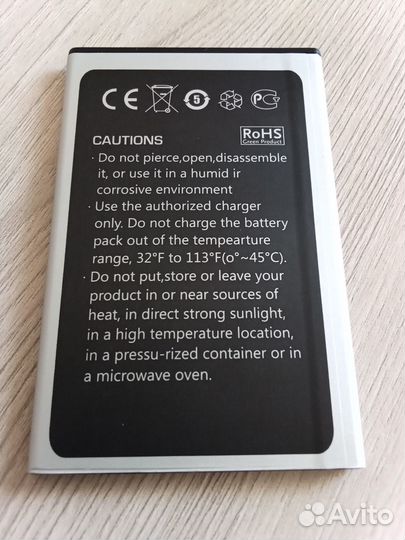 CE 5 PC
RoHS
Green Product
CAUTIONS
· Do not pierce,open,disassemble
it, or use it in a humid ir
corrosive environment
· Use the authorized charger
only. Do not charge the battery
pack out of the tempearture
range, 32°F to 113°F(o°~45°C).
· Do not put,store or leave your
product in or near sources of
heat, in direct strong sunlight,
in a high temperature location,
in a pressu-rized container or in
a microwave oven.
Avito